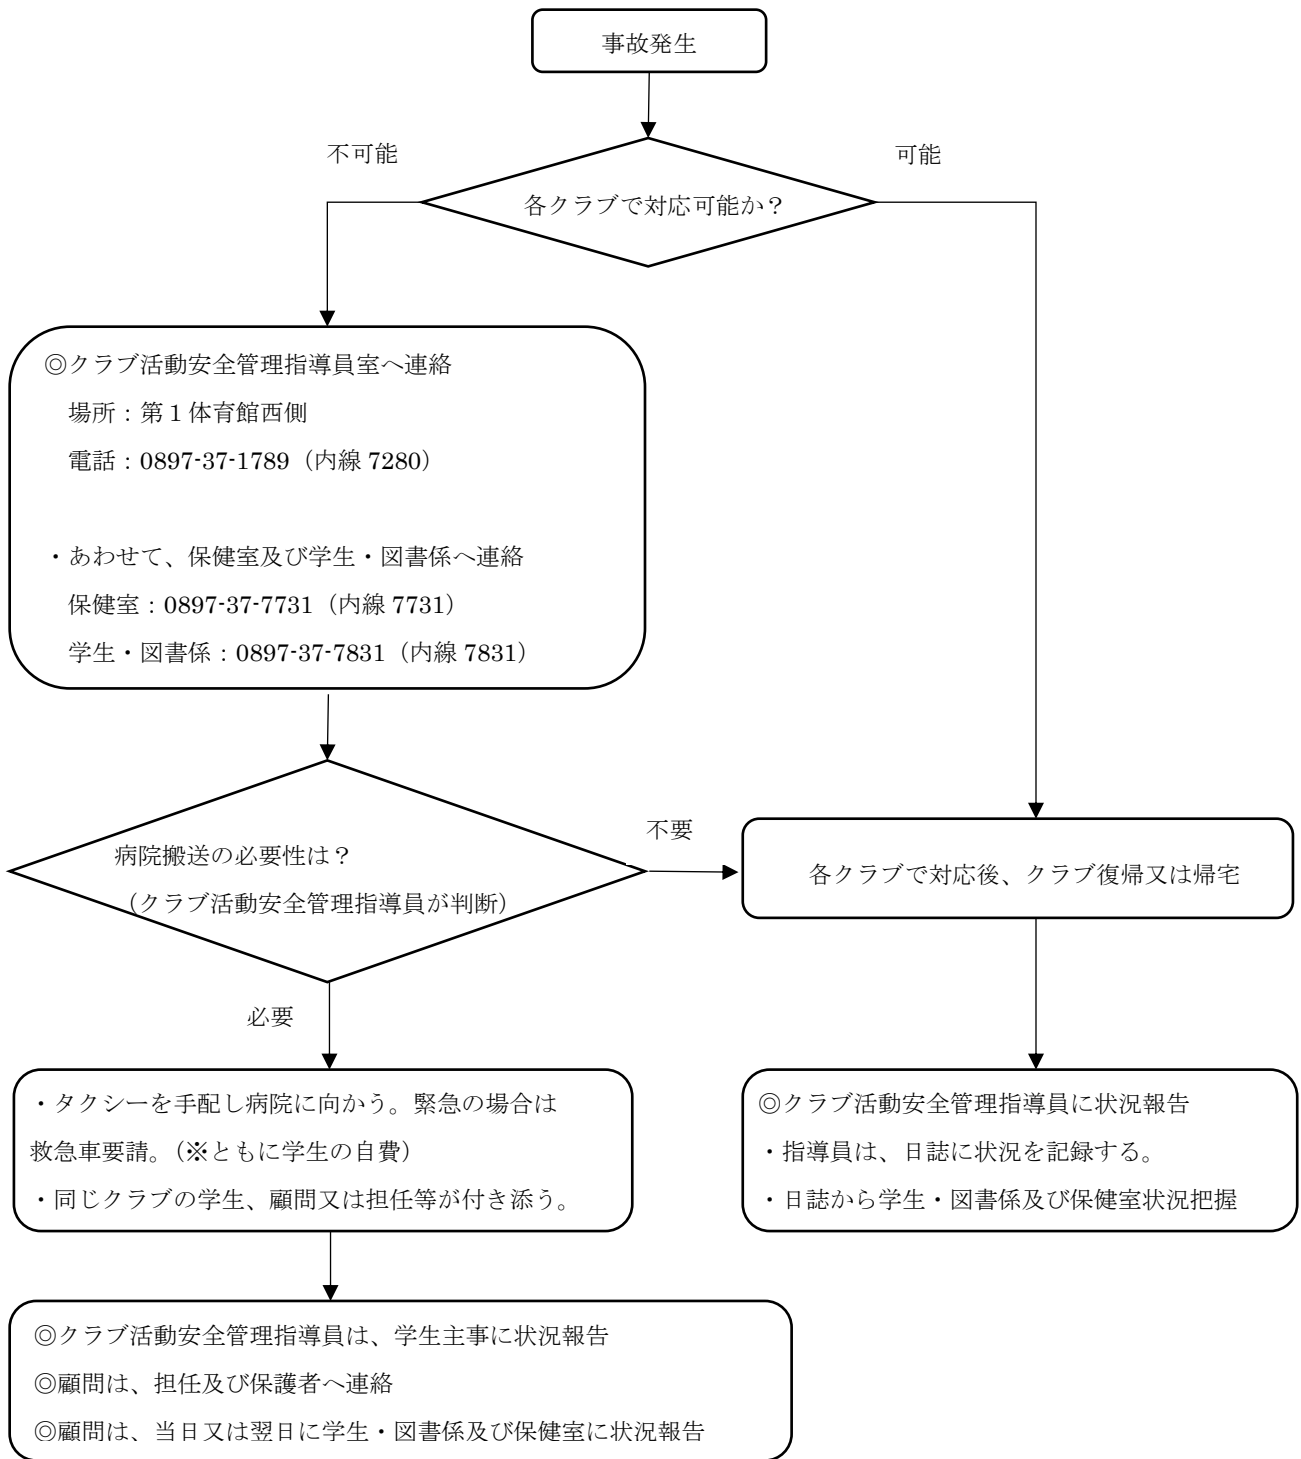 事故発生
不可能
可能
各クラブで対応可能か？
◎クラブ活動安全管理指導員室へ連絡
場所：第１体育館西側
電話：0897-37-1789（内線 7280）
・あわせて、保健室及び学生・図書係へ連絡
保健室：0897-37-7731（内線 7731）
学生・図書係：0897-37-7831（内線 7831）
病院搬送の必要性は？
（クラブ活動安全管理指導員が判断）
不要
各クラブで対応後、クラブ復帰又は帰宅
必要
・タクシーを手配し病院に向かう。緊急の場合は
救急車要請。（※ともに学生の自費）
・同じクラブの学生、顧問又は担任等が付き添う。
◎クラブ活動安全管理指導員に状況報告
・指導員は、日誌に状況を記録する。
・日誌から学生・図書係及び保健室状況把握
◎クラブ活動安全管理指導員は、学生主事に状況報告
◎顧問は、担任及び保護者へ連絡
◎顧問は、当日又は翌日に学生・図書係及び保健室に状況報告